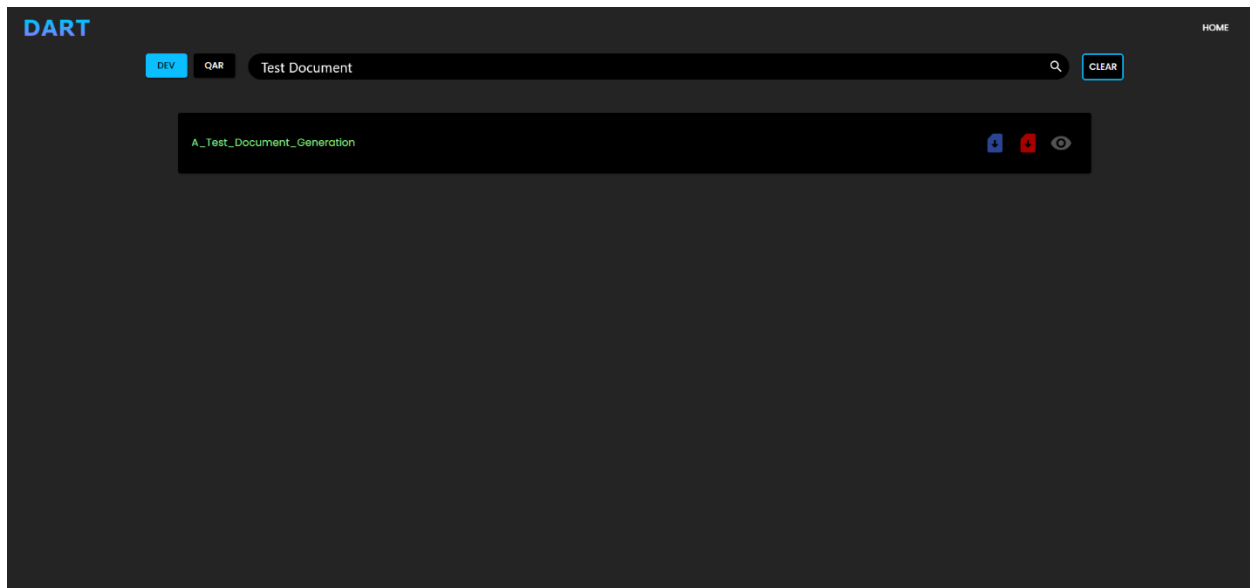 DART
HOME
DEV
QAR
Test Document
CLEAR
A_Test_Document_Generation